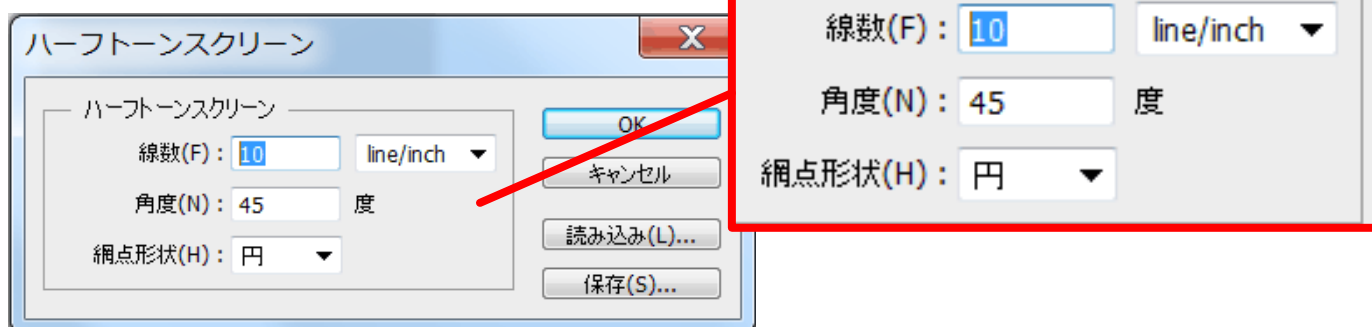 ハーフトーンスクリーン
ハーフトーンスクリーン
線数(F)：10 line/inch
角度(N)：45 度
網点形状(H)：円
OK
キャンセル
読み込み(L)...
保存(S)...
線数(F)：10 line/inch
角度(N)：45 度
網点形状(H)：円